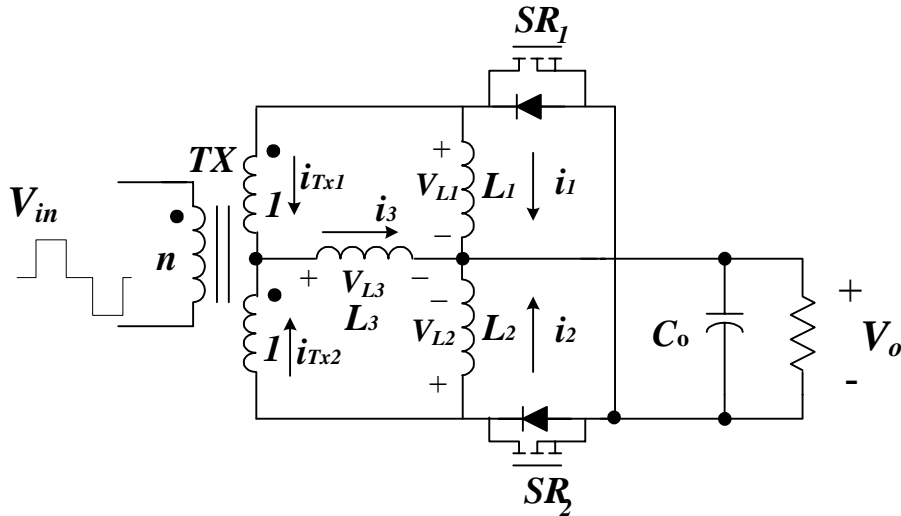 SR1
TX
iTx1
+
VL1
L1
i1
Vin
1
i3
−
n
+
VL3
−
L3
−
VL2
L2
i2
Co
+
Vo
-
1
iTx2
+
SR2